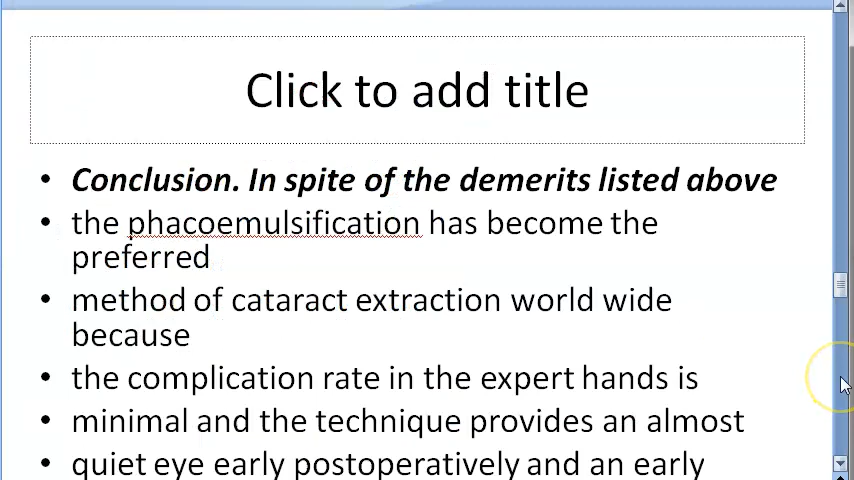 Click to add title
• Conclusion. In spite of the demerits listed above
• the phacoemulsification has become the
preferred
• method of cataract extraction world wide
because
• the complication rate in the expert hands is
• minimal and the technique provides an almost
• quiet eye early postoperatively and an early